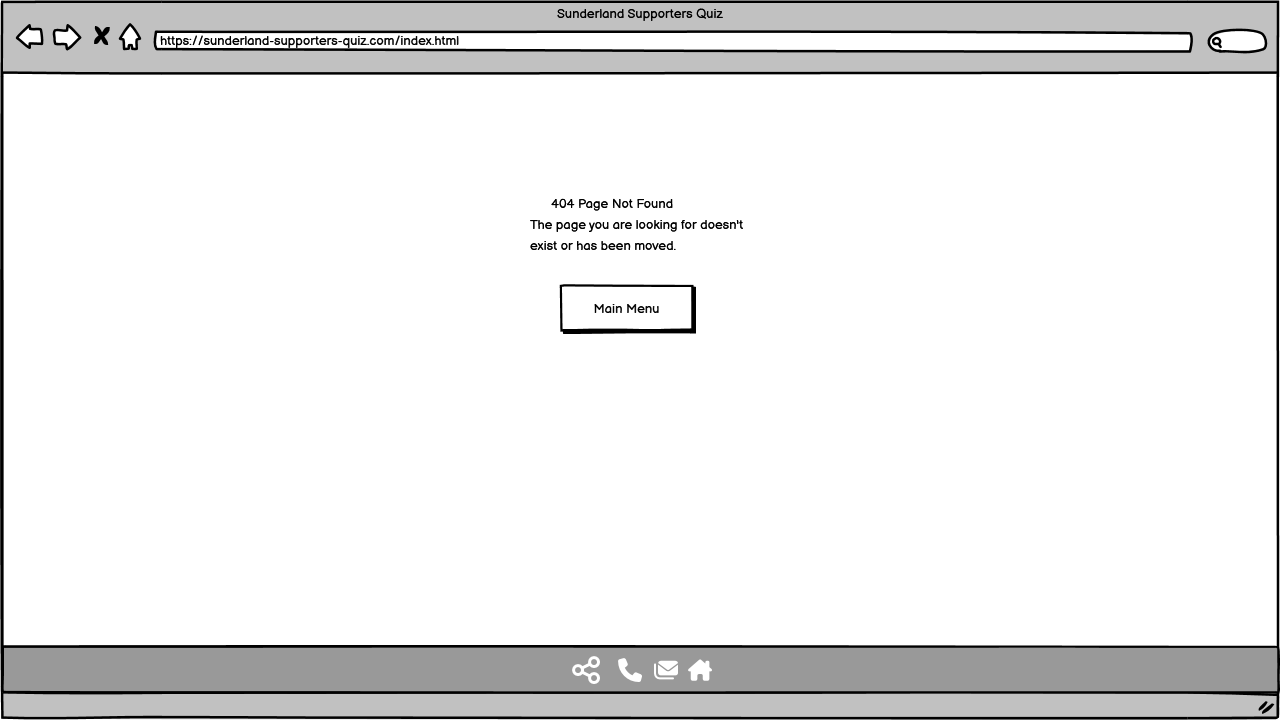 Sunderland Supporters Quiz
https://sunderland-supporters-quiz.com/index.html
404 Page Not Found
The page you are looking for doesn't
exist or has been moved.
Main Menu